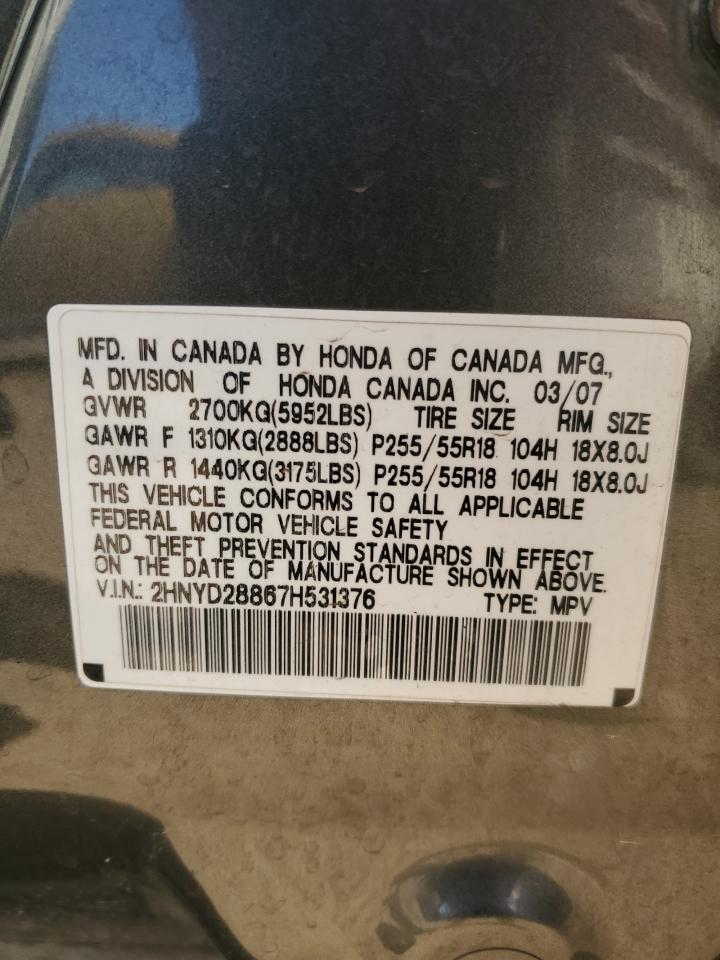 MFD. IN CANADA BY HONDA OF CANADA MFG.,
A DIVISION OF HONDA CANADA INC. 03/07
GVWR 2700KG(5952LBS) TIRE SIZE RIM SIZE
GAWR F 1310KG(2888LBS) P255/55R18 104H 18X8.0J
GAWR R 1440KG(3175LBS) P255/55R18 104H 18X8.0J
THIS VEHICLE CONFORMS TO ALL APPLICABLE
FEDERAL MOTOR VEHICLE SAFETY
AND THEFT PREVENTION STANDARDS IN EFFECT
ON THE DATE OF MANUFACTURE SHOWN ABOVE.
V.I.N.: 2HNYD28867H531376 TYPE: MPV